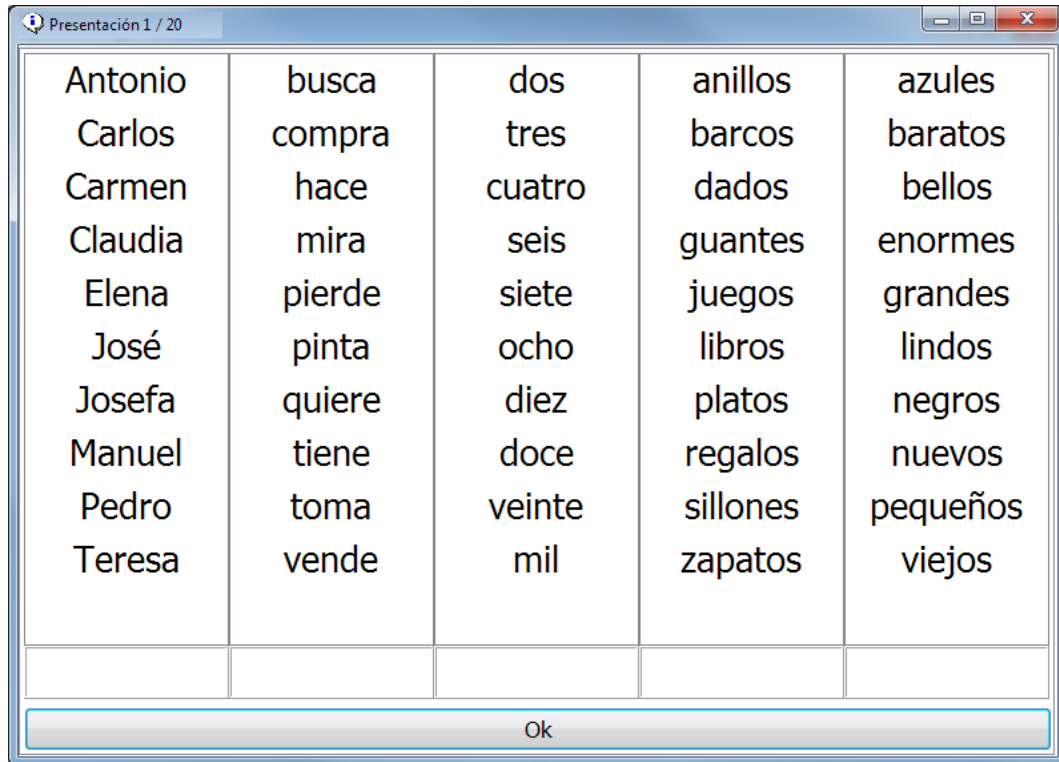 Presentación 1 / 20
Antonio busca dos anillos azules
Carlos compra tres barcos baratos
Carmen hace cuatro dados bellos
Claudia mira seis guantes enormes
Elena pierde siete juegos grandes
José pinta ocho libros lindos
Josefa quiere diez platos negros
Manuel tiene doce regalos nuevos
Pedro toma veinte sillones pequeños
Teresa vende mil zapatos viejos
Ok